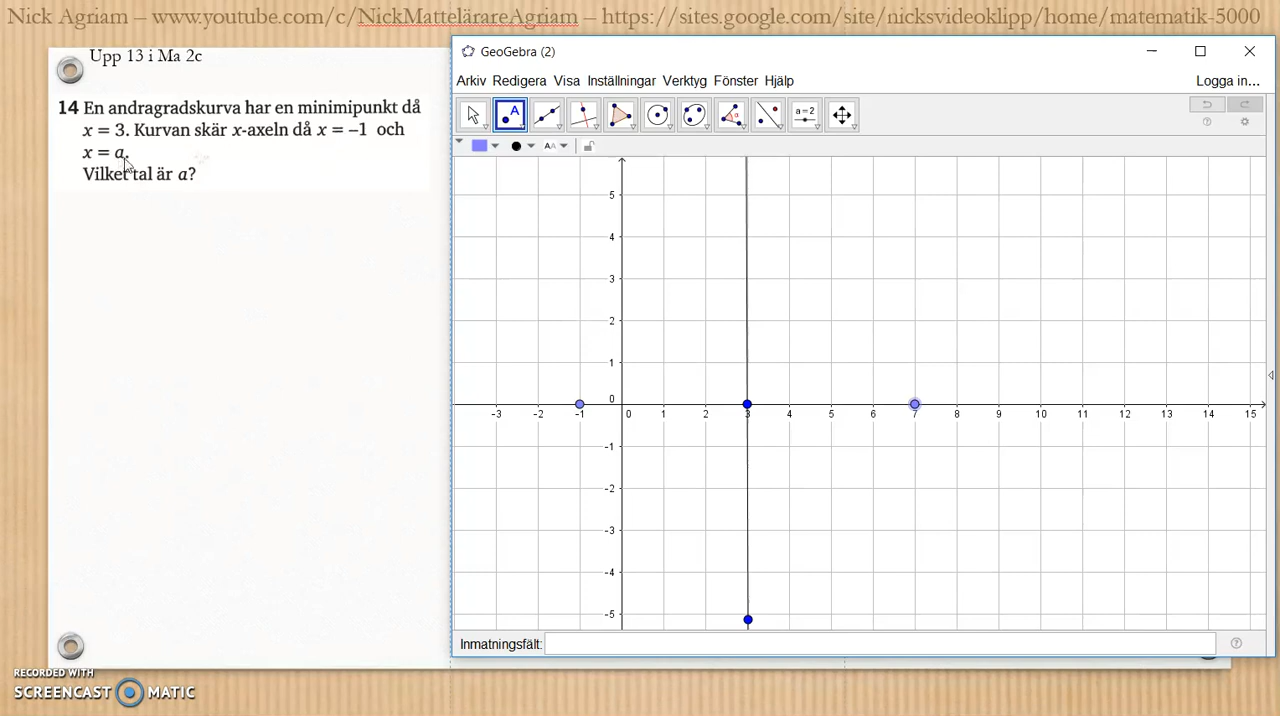 Nick Agriam – www.youtube.com/c/NickMattelärareAgriam – https://sites.google.com/site/nicksvideoklipp/home/matematik-5000
Upp 13 i Ma 2c
14 En andragradskurva har en minimipunkt då
x = 3. Kurvan skär x-axeln då x = –1 och
x = a.
Vilket tal är a?
GeoGebra (2)
Arkiv Redigera Visa Inställningar Verktyg Fönster Hjälp
Logga in...
A
a=2
AA
5
4
3
2
1
0
-3 -2 -1 0 1 2 3 4 5 6 7 8 9 10 11 12 13 14 15
-1
-2
-3
-4
-5
Inmatningsfält:
RECORDED WITH
SCREENCAST MATIC